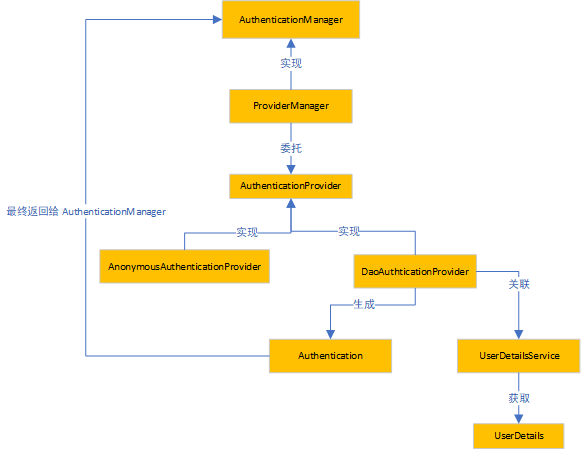 AuthenticationManager
实现
ProviderManager
委托
AuthenticationProvider
最终返回给 AuthenticationManager
实现
实现
AnonymousAuthenticationProvider
DaoAuthticationProvider
关联
生成
Authentication
UserDetailsService
获取
UserDetails